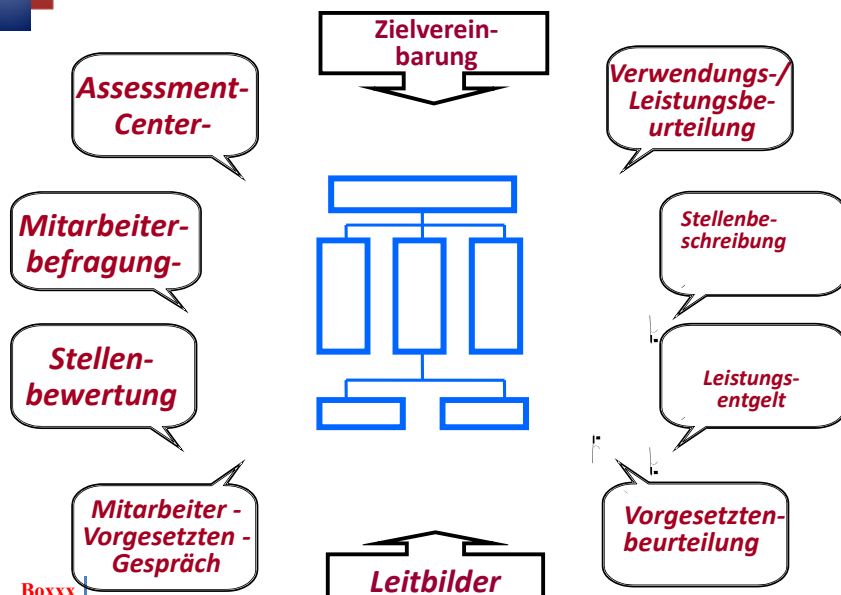 Zielverein-
barung
Assessment-
Center-
Verwendungs-/
Leistungsbe-
urteilung
Mitarbeiter-
befragung-
Stellenbe-
schreibung
Stellen-
bewertung
Leistungs-
entgelt
Mitarbeiter -
Vorgesetzten -
Gespräch
Vorgesetzten-
beurteilung
Leitbilder
Boxxx